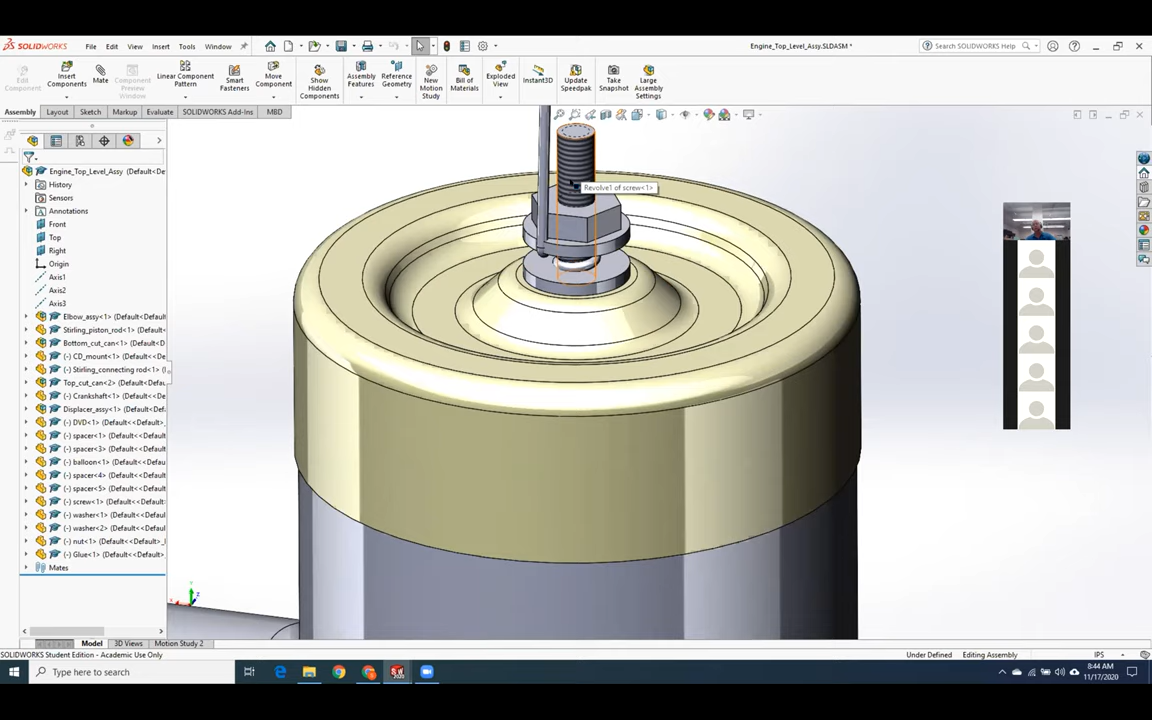 SOLIDWORKS File Edit View Insert Tools Window Engine_Top_Level_Assy.SLDASM * Search SOLIDWORKS Help
Edit Component
Insert Components
Mate
Component Preview Window
Linear Component Pattern
Smart Fasteners
Move Component
Show Hidden Components
Assembly Features
Reference Geometry
New Motion Study
Bill of Materials
Exploded View
Instant3D
Update Speedpak
Take Snapshot
Large Assembly Settings
Assembly Layout Sketch Markup Evaluate SOLIDWORKS Add-Ins MBD
Engine_Top_Level_Assy (Default<De
History
Sensors
Annotations
Front
Top
Right
Origin
Axis1
Axis2
Axis3
Elbow_assy<1> (Default<Def
Stirling_piston_rod<1> (Def
Bottom_cut_can<1> (Default<D
(-) CD_mount<1> (Default<<De
(-) Stirling_connecting rod<1> (
Top_cut_can<2> (Default<Def
(-) Crankshaft<1> (Default<<
Displacer_assy<1> (Default<D
(-) DVD<1> (Default<<Default>_
(-) spacer<1> (Default<<Defau
(-) spacer<3> (Default<<Defau
(-) balloon<1> (Default<<Defau
(-) spacer<4> (Default<<Defau
(-) spacer<5> (Default<<Defau
(-) screw<1> (Default<<Default
(-) washer<1> (Default<<Defaul
(-) washer<2> (Default<<Defaul
(-) nut<1> (Default<<Default>_
(-) Glue<1> (Default<<Default>_
Mates
Revolve1 of screw<1>
Model 3D Views Motion Study 2
SOLIDWORKS Student Edition - Academic Use Only Under Defined Editing Assembly IPS
Type here to search
8:44 AM
11/17/2020